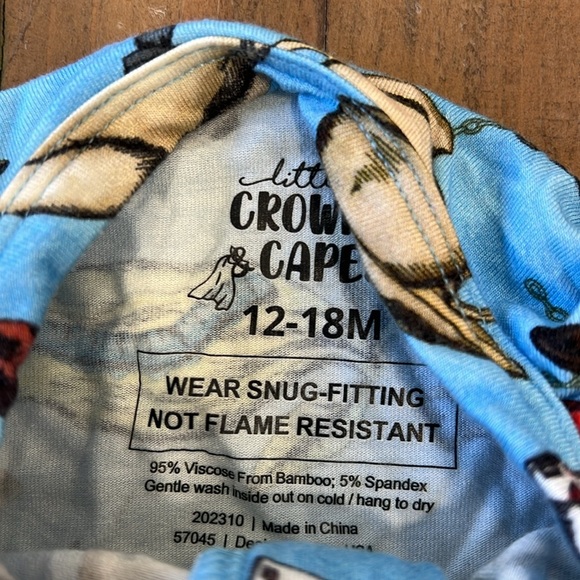 CAPE
12-18M
WEAR SNUG-FITTING
NOT FLAME RESISTANT
95% Viscose From Bamboo; 5% Spandex
Gentle wash inside out on cold / hang to dry
202310 | Made in China
57045 |